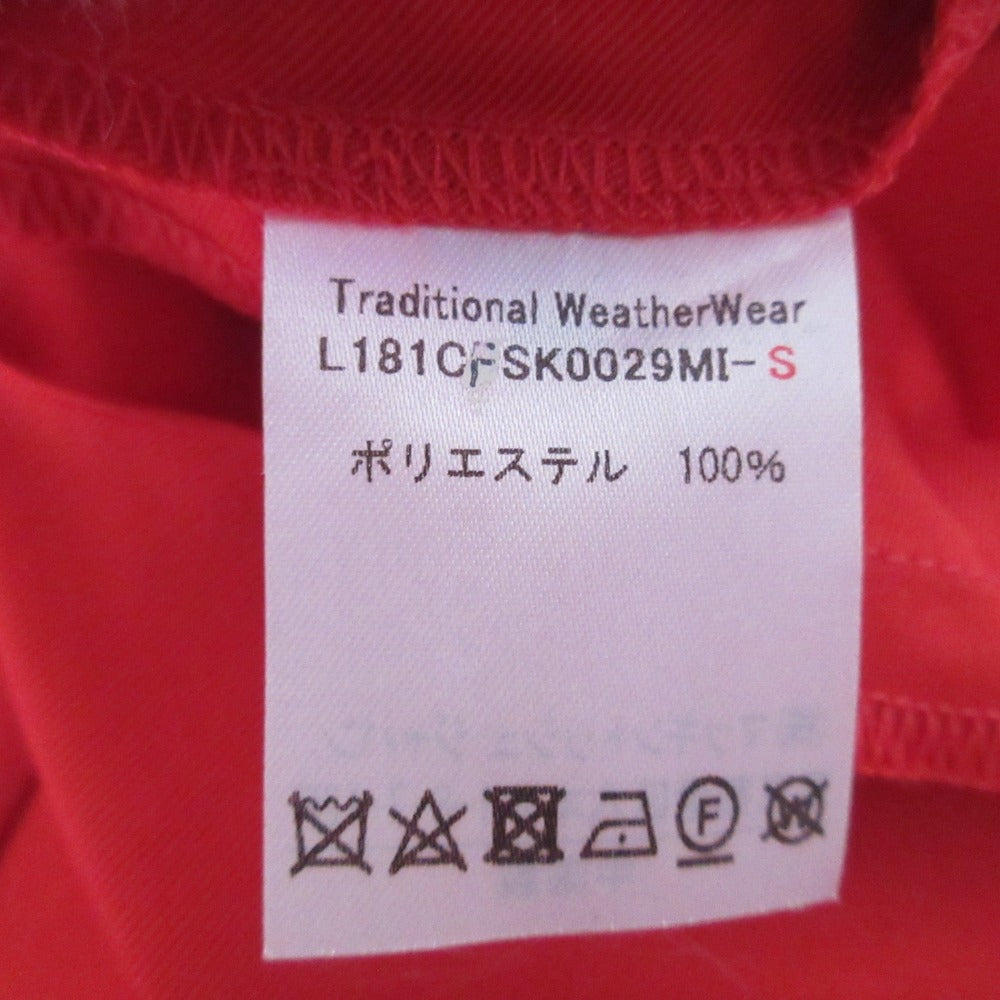 Traditional WeatherWear
L181CFSK0029MI-S
ポリエステル 100%
F
W